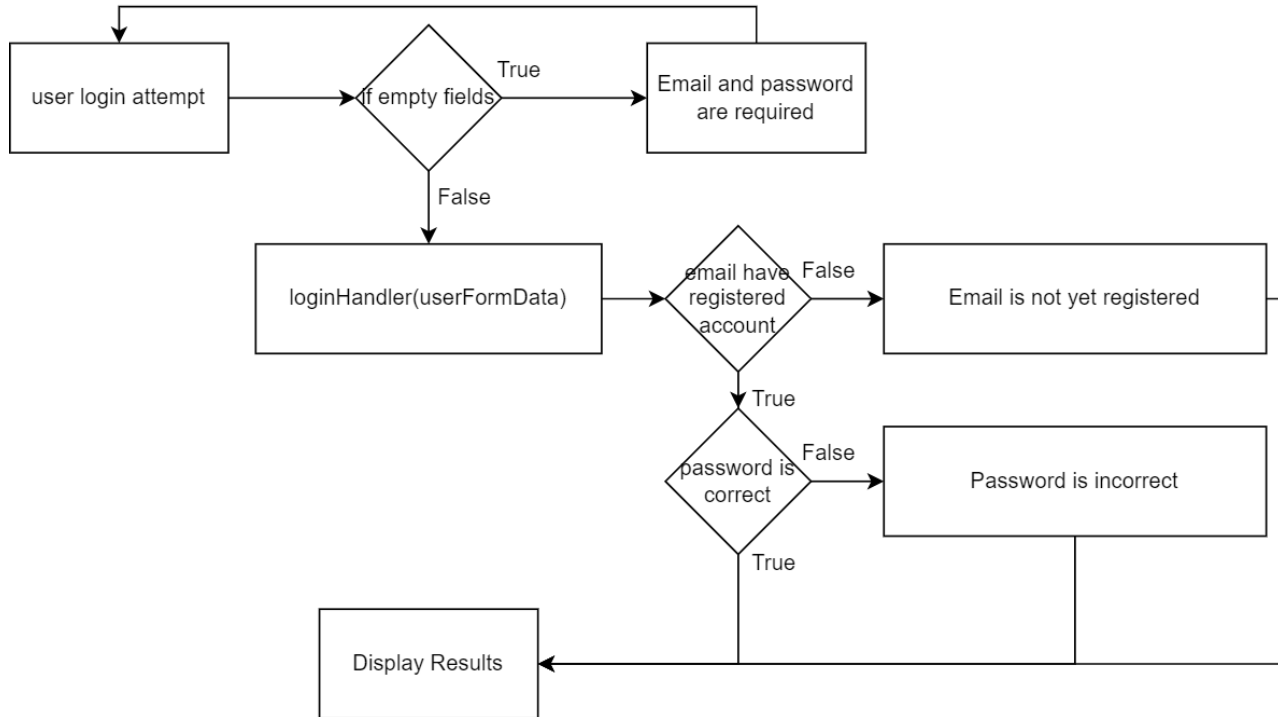 user login attempt
if empty fields
True
Email and password
are required
False
loginHandler(userFormData)
email have
registered
account
False
Email is not yet registered
True
password is
correct
False
Password is incorrect
True
Display Results